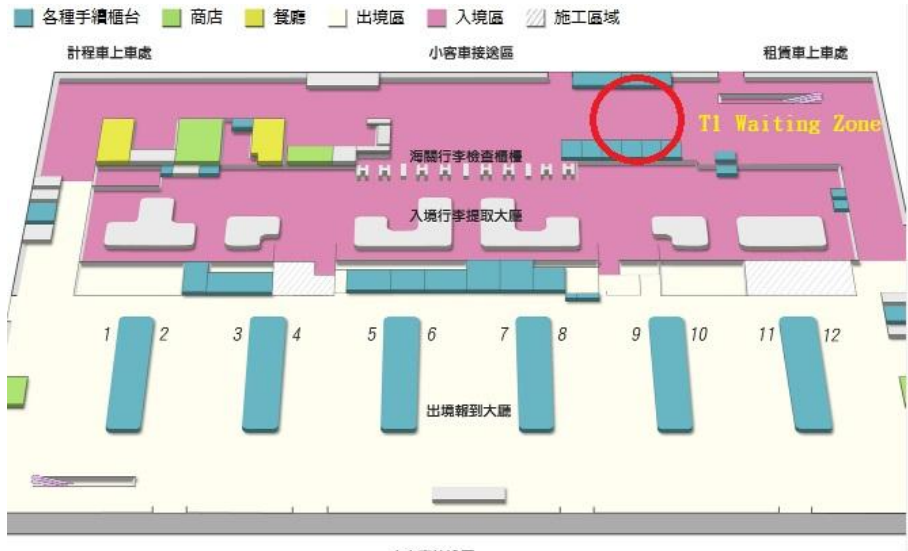 各種手續櫃台 商店 餐廳 出境區 入境區 施工區域
計程車上車處 小客車接送區 租賃車上車處
T1 Waiting Zone
海關行李檢查櫃檯
入境行李提取大廳
1 2 3 4 5 6 7 8 9 10 11 12
出境報到大廳